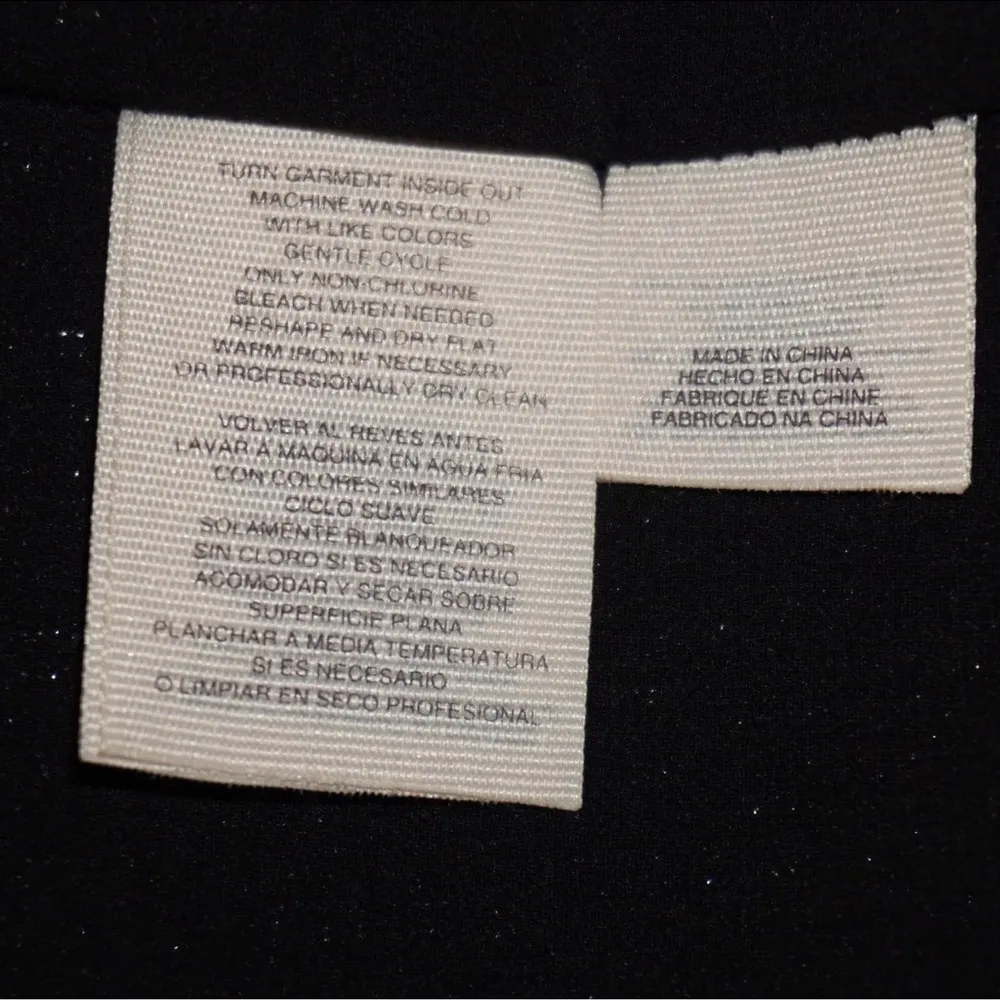 TURN GARMENT INSIDE OUT
MACHINE WASH COLD
WITH LIKE COLORS
GENTLE CYCLE
ONLY NON-CHLORINE
BLEACH WHEN NEEDED
RESHAPE AND DRY FLAT
WARM IRON IF NECESSARY
OR PROFESSIONALLY DRY CLEAN
VOLVER AL REVES ANTES
LAVAR A MAQUINA EN AGUA FRIA
CON COLORES SIMILARES
CICLO SUAVE
SOLAMENTE BLANQUEADOR
SIN CLORO SI ES NECESARIO
ACOMODAR Y SECAR SOBRE
SUPERFICIE PLANA
PLANCHAR A MEDIA TEMPERATURA
SI ES NECESARIO
O LIMPIAR EN SECO PROFESIONAL
MADE IN CHINA
HECHO EN CHINA
FABRIQUE EN CHINE
FABRICADO NA CHINA